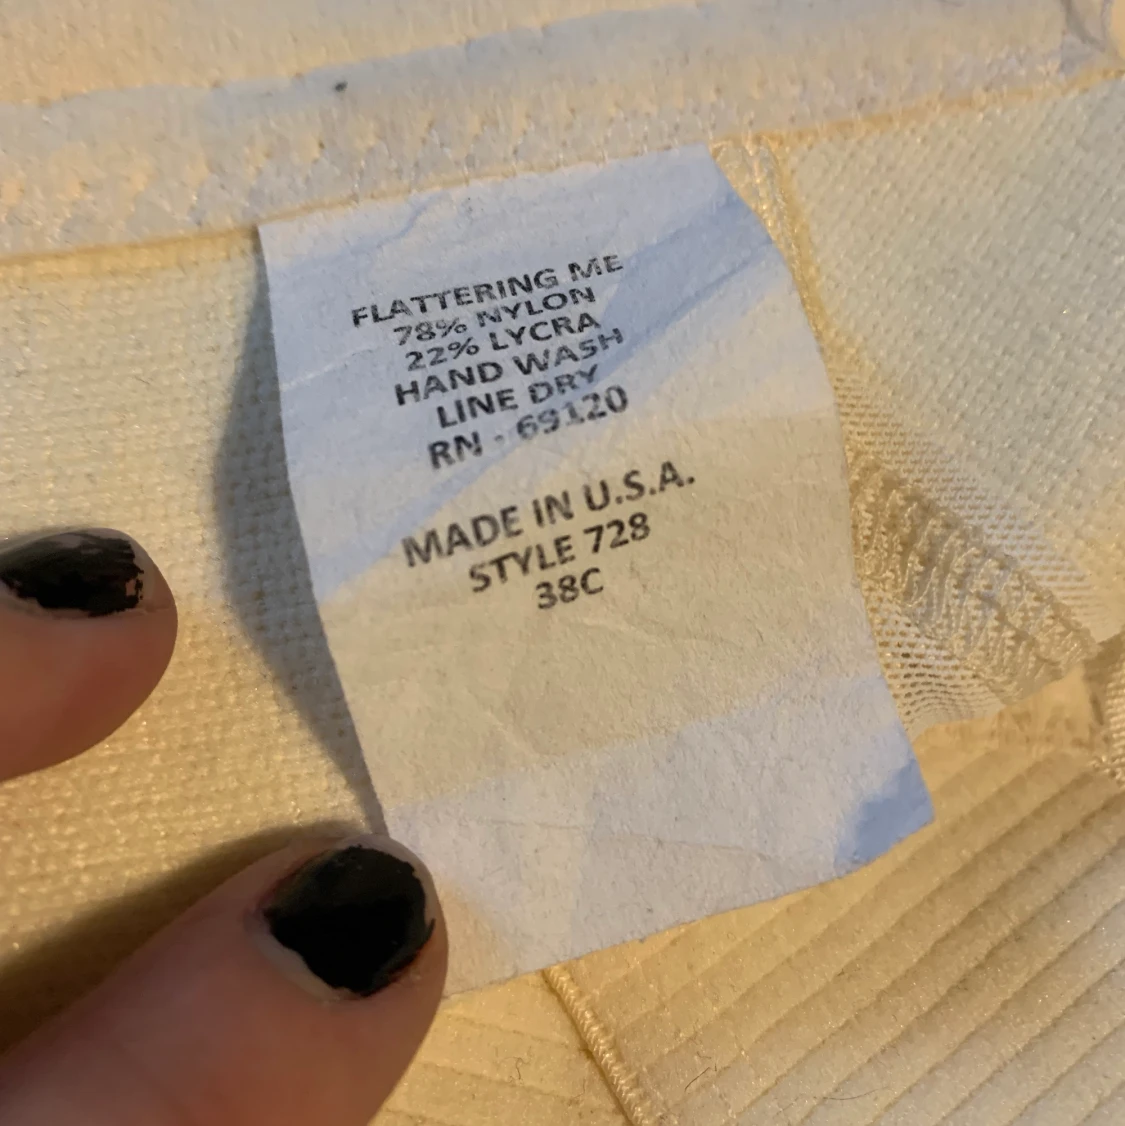 FLATTERING ME
78% NYLON
22% LYCRA
HAND WASH
LINE DRY
RN - 69120
MADE IN U.S.A.
STYLE 728
38C